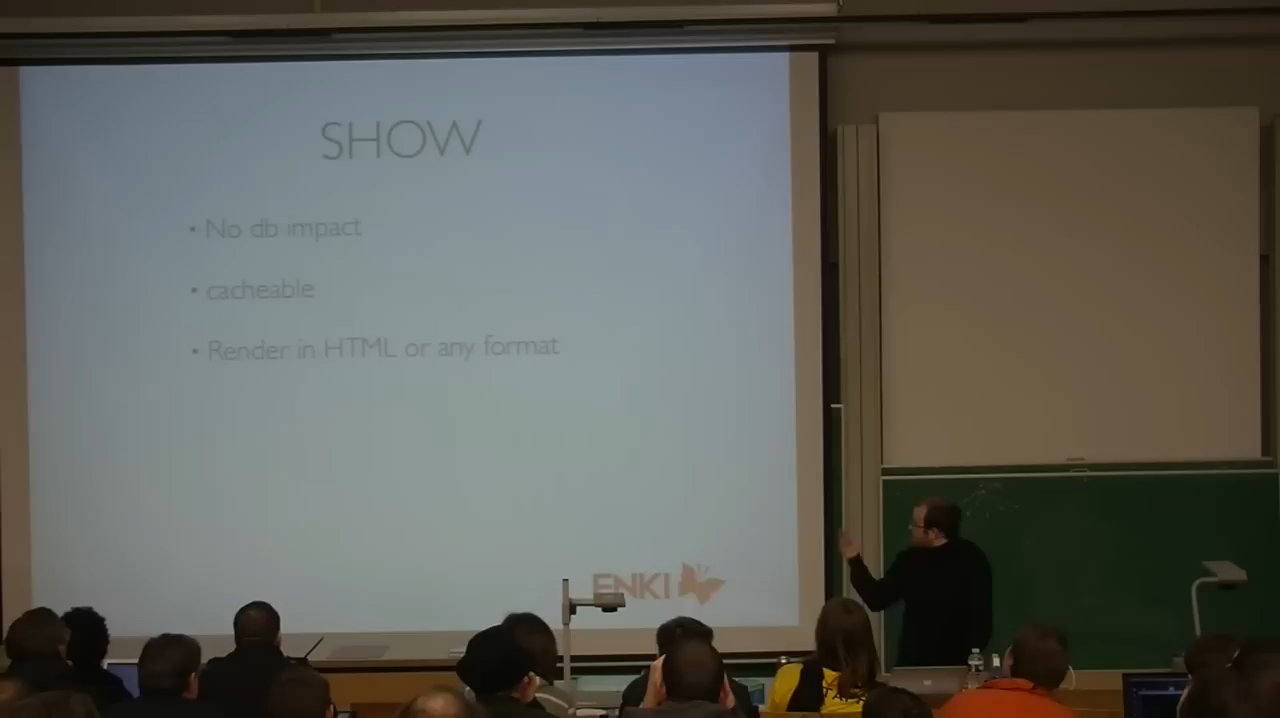 SHOW
• No db impact
• cacheable
• Render in HTML or any format
ENKI